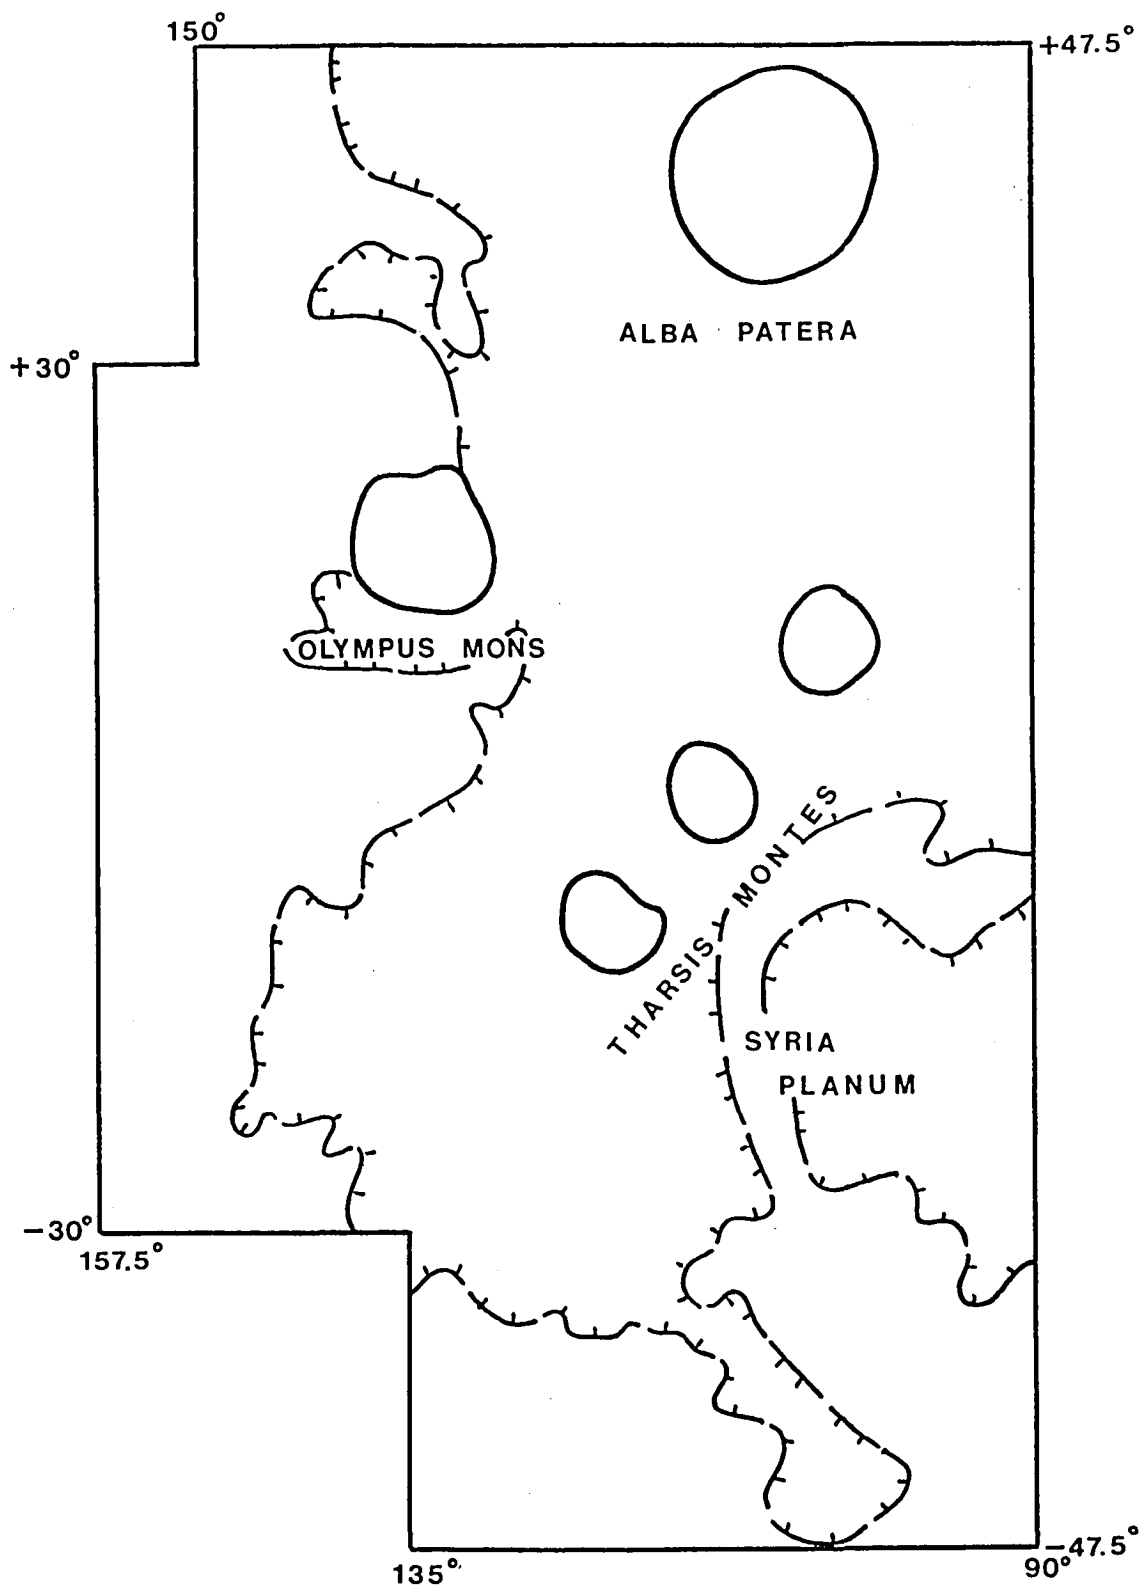 150°
+47.5°
ALBA PATERA
+30°
OLYMPUS MONS
THARSIS MONTES
SYRIA
PLANUM
−30°
157.5°
−47.5°
135°
90°